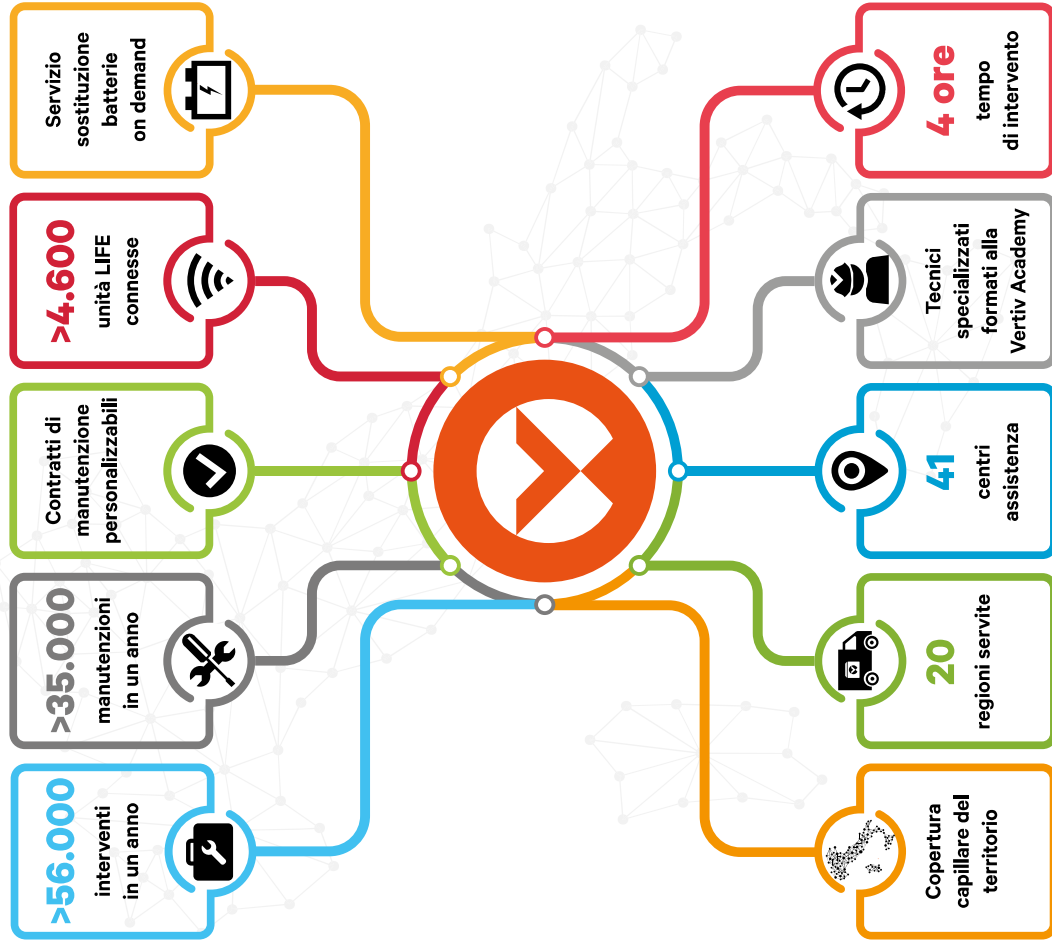 >56.000
interventi
in un anno
>35.000
manutenzioni
in un anno
Contratti di
manutenzione
personalizzabili
>4.600
unità LIFE
connesse
Servizio
sostituzione
batterie
on demand
Copertura
capillare del
territorio
20
regioni servite
41
centri
assistenza
Tecnici
specializzati
formati alla
Vertiv Academy
4 ore
tempo
di intervento